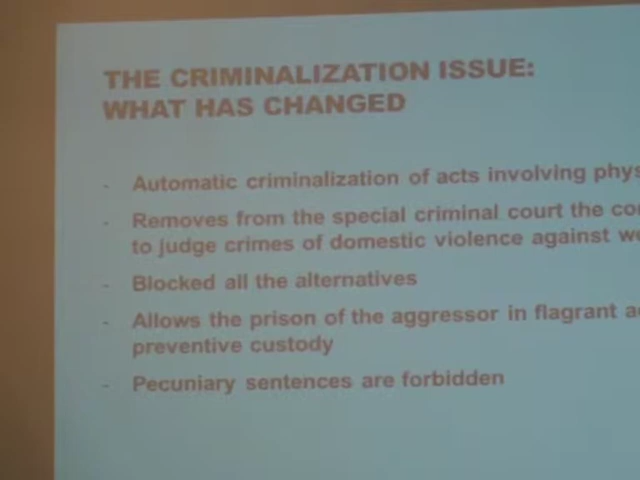 THE CRIMINALIZATION ISSUE:
WHAT HAS CHANGED
- Automatic criminalization of acts involving
- Removes from the special criminal court the
to judge crimes of domestic violence against
- Blocked all the alternatives
- Allows the prison of the aggressor in flagrant
preventive custody
- Pecuniary sentences are forbidden